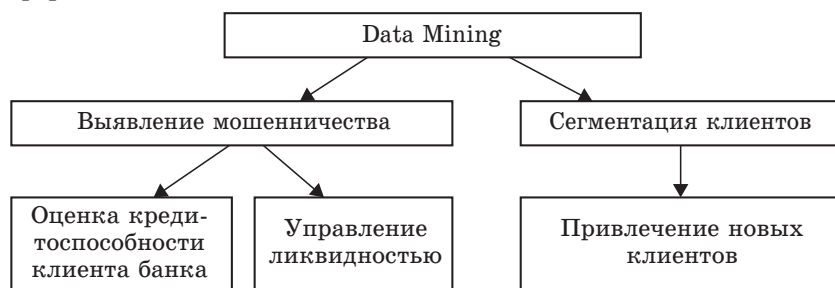 Data Mining
Выявление мошенничества
Сегментация клиентов
Оценка креди-
тоспособности
клиента банка
Управление
ликвидностью
Привлечение новых
клиентов